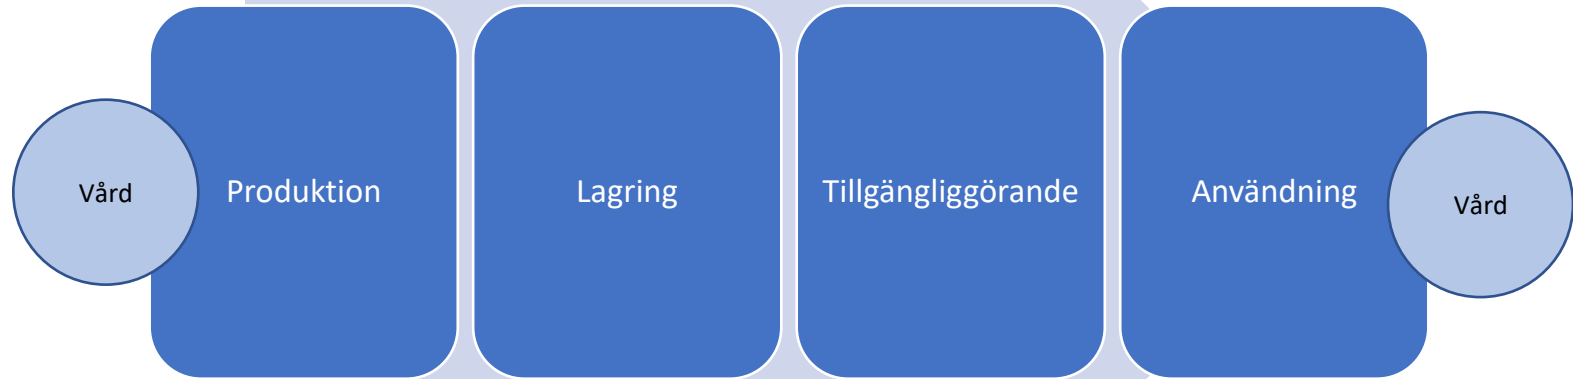 Vård
Produktion
Lagring
Tillgängliggörande
Användning
Vård